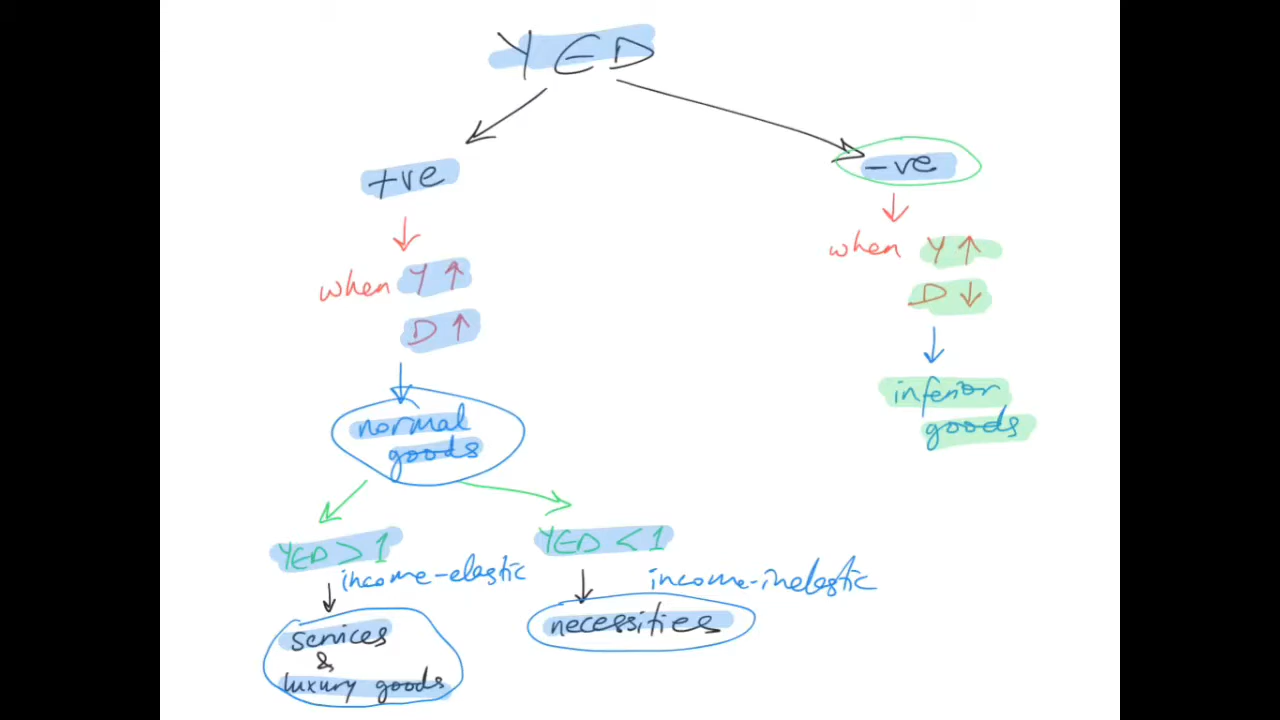 YED
+ve
-ve
when Y ↑
D ↑
when Y ↑
D ↓
normal
goods
inferior
goods
YED > 1
income-elastic
services
&
luxury goods
YED < 1
income-inelastic
necessities